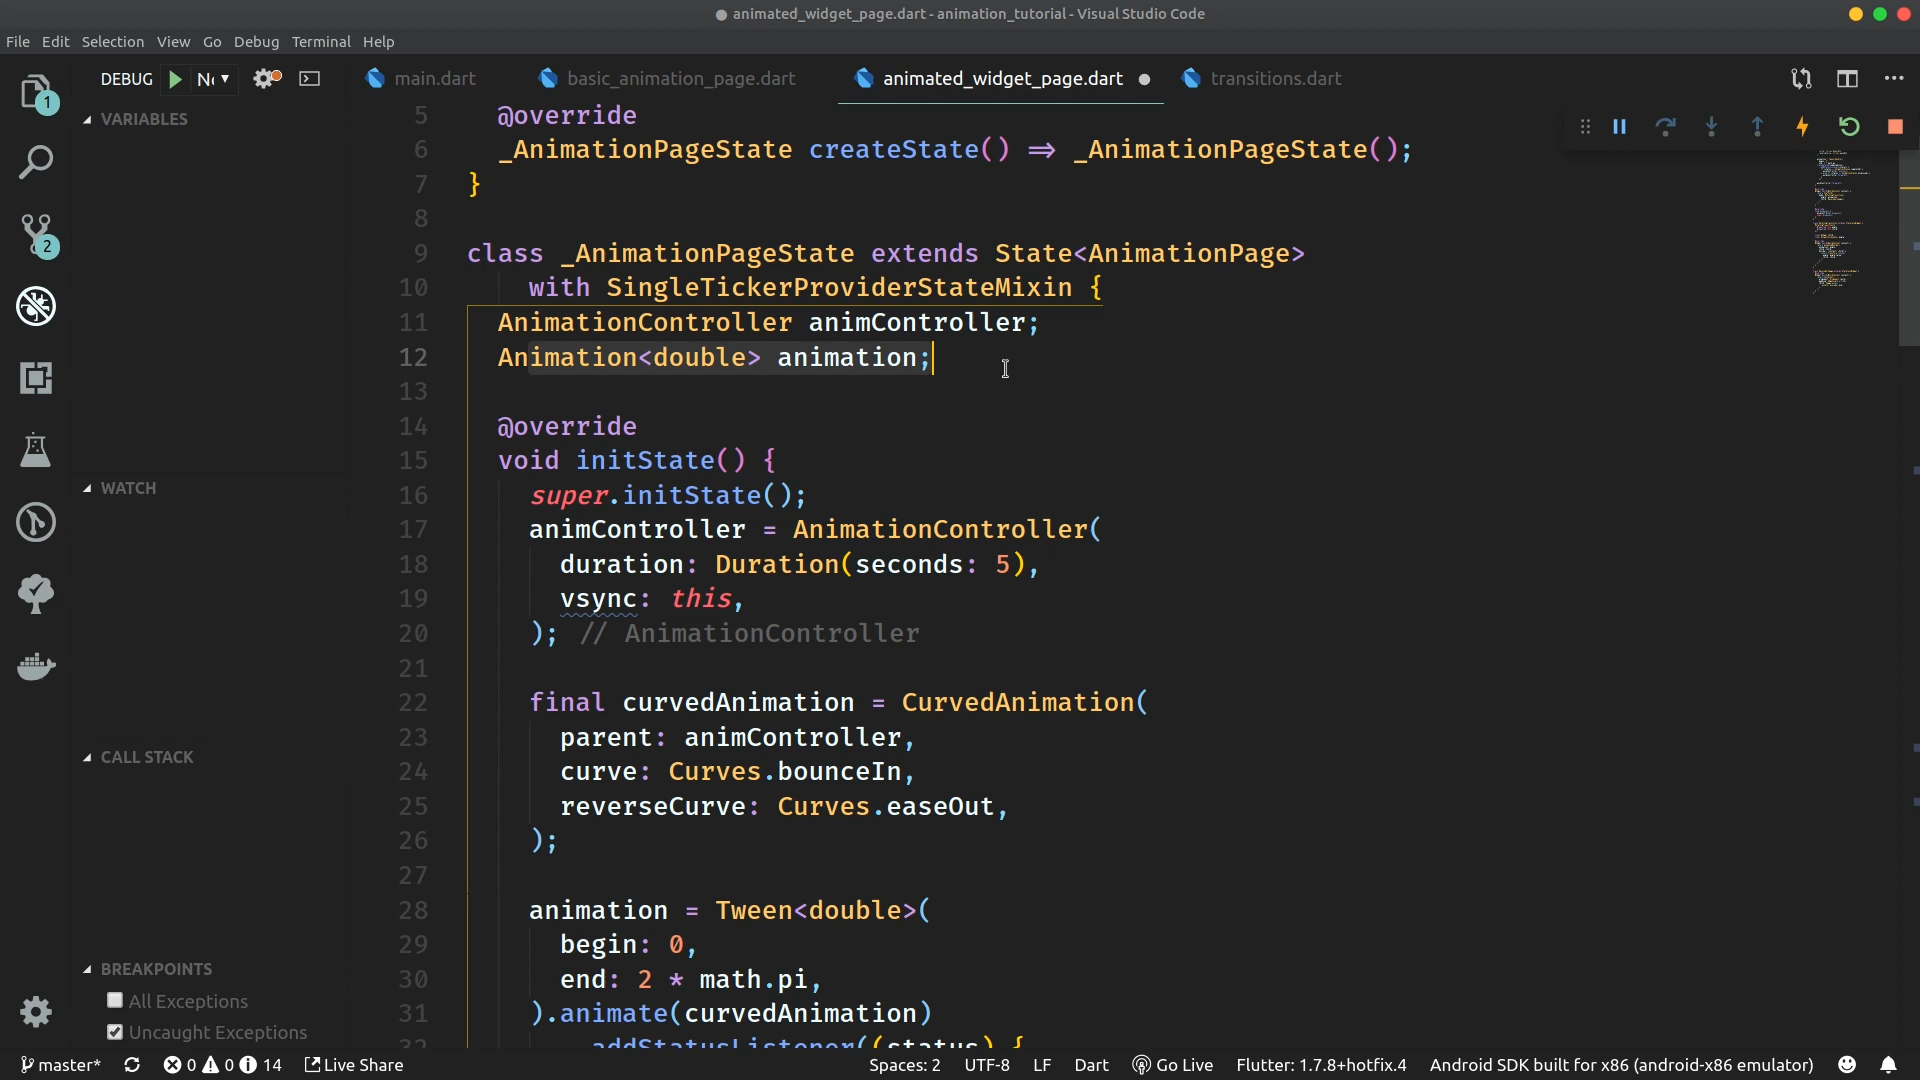 animated_widget_page.dart - animation_tutorial - Visual Studio Code
File Edit Selection View Go Debug Terminal Help
DEBUG
main.dart
basic_animation_page.dart
animated_widget_page.dart
transitions.dart
1
2
VARIABLES
WATCH
CALL STACK
BREAKPOINTS
All Exceptions
Uncaught Exceptions
5 @override
6 _AnimationPageState createState() => _AnimationPageState();
7 }
8
9 class _AnimationPageState extends State<AnimationPage>
10 with SingleTickerProviderStateMixin {
11 AnimationController animController;
12 Animation<double> animation;
13
14 @override
15 void initState() {
16 super.initState();
17 animController = AnimationController(
18 duration: Duration(seconds: 5),
19 vsync: this,
20 ); // AnimationController
21
22 final curvedAnimation = CurvedAnimation(
23 parent: animController,
24 curve: Curves.bounceIn,
25 reverseCurve: Curves.easeOut,
26 );
27
28 animation = Tween<double>(
29 begin: 0,
30 end: 2 * math.pi,
31 ).animate(curvedAnimation)
32 ..addStatusListener((status) {
master* 0 0 14 Live Share Spaces: 2 UTF-8 LF Dart Go Live Flutter: 1.7.8+hotfix.4 Android SDK built for x86 (android-x86 emulator)